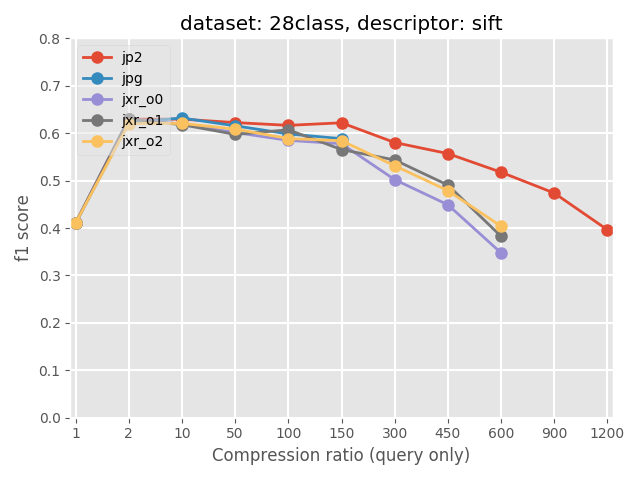 dataset: 28class, descriptor: sift
0.8
0.7
0.6
0.5
0.4
0.3
0.2
0.1
0.0
f1 score
jp2
jpg
jxr_o0
jxr_o1
jxr_o2
1 2 10 50 100 150 300 450 600 900 1200
Compression ratio (query only)